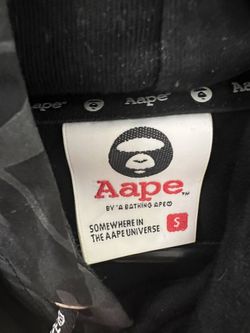 Aape
Aape
Aape
BY *A BATHING APE®
SOMEWHERE IN
THE AAPE UNIVERSE
S